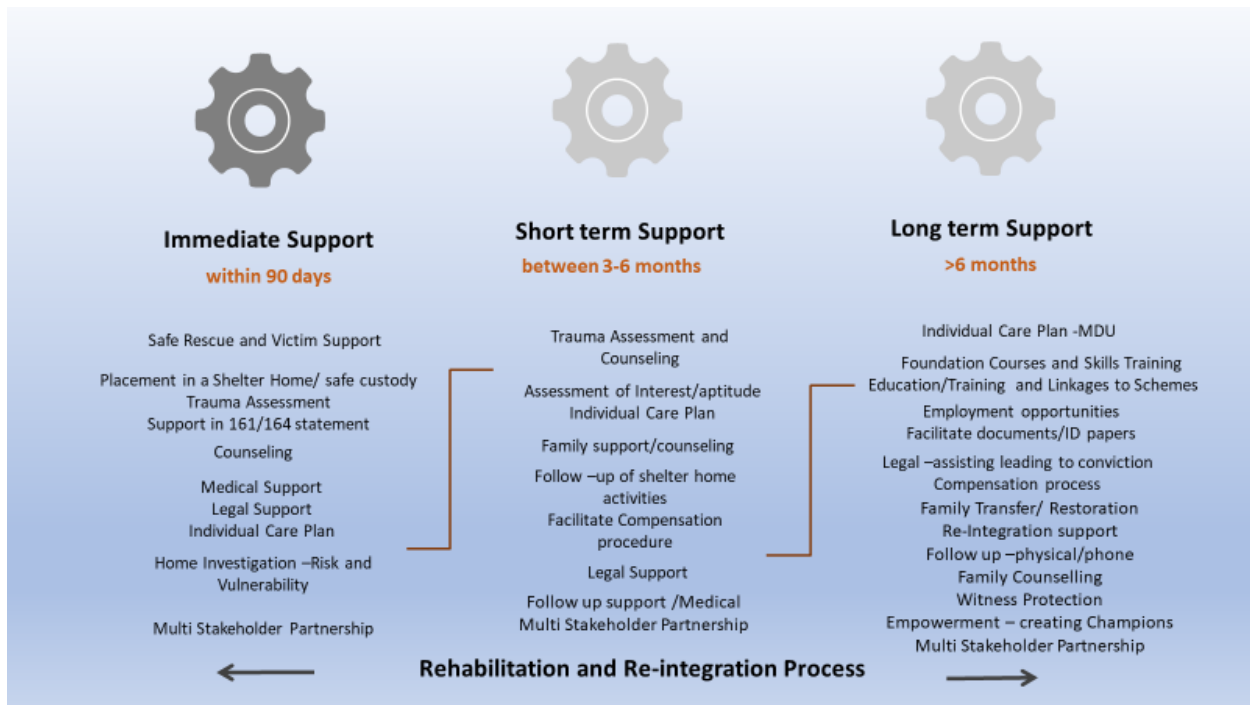 Immediate Support
within 90 days
Safe Rescue and Victim Support
Placement in a Shelter Home/ safe custody
Trauma Assessment
Support in 161/164 statement
Counseling
Medical Support
Legal Support
Individual Care Plan
Home Investigation –Risk and
Vulnerability
Multi Stakeholder Partnership
Short term Support
between 3-6 months
Trauma Assessment and
Counseling
Assessment of Interest/aptitude
Individual Care Plan
Family support/counseling
Follow –up of shelter home
activities
Facilitate Compensation
procedure
Legal Support
Follow up support /Medical
Multi Stakeholder Partnership
Long term Support
>6 months
Individual Care Plan -MDU
Foundation Courses and Skills Training
Education/Training and Linkages to Schemes
Employment opportunities
Facilitate documents/ID papers
Legal –assisting leading to conviction
Compensation process
Family Transfer/ Restoration
Re-Integration support
Follow up –physical/phone
Family Counselling
Witness Protection
Empowerment – creating Champions
Multi Stakeholder Partnership
Rehabilitation and Re-integration Process